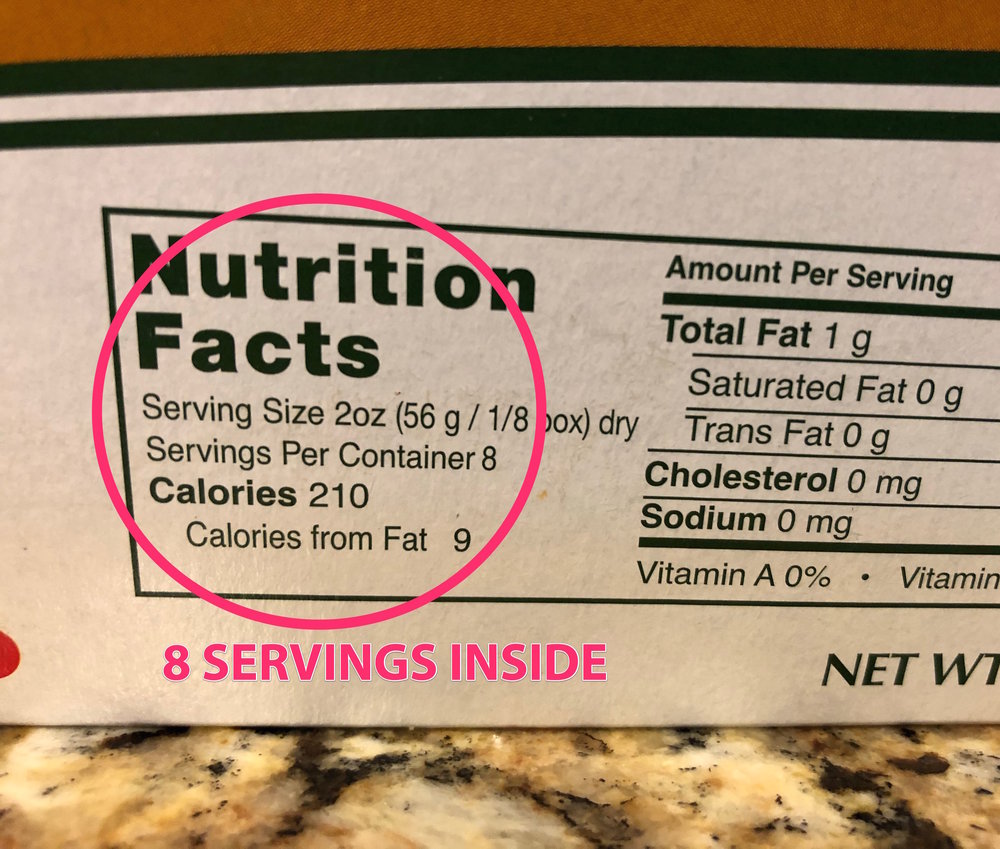 Nutrition
Facts
Serving Size 2oz (56 g / 1/8 box) dry
Servings Per Container 8
Calories 210
Calories from Fat 9
Amount Per Serving
Total Fat 1 g
Saturated Fat 0 g
Trans Fat 0 g
Cholesterol 0 mg
Sodium 0 mg
Vitamin A 0% • Vitamin
8 SERVINGS INSIDE
NET WT